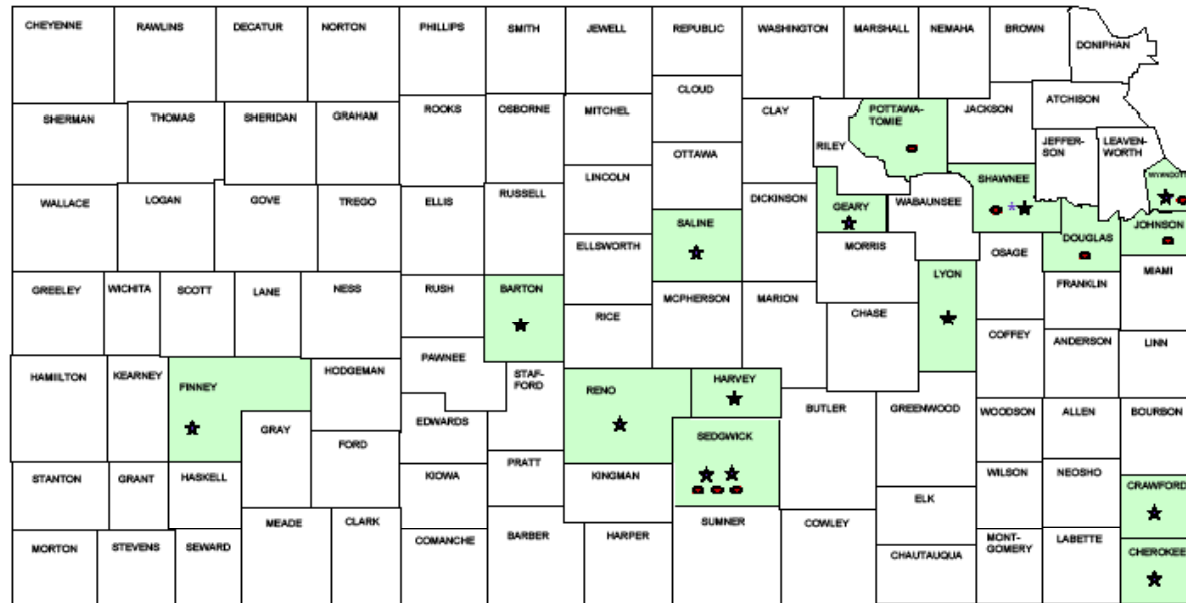 CHEYENNE
RAWLINS
DECATUR
NORTON
PHILLIPS
SMITH
JEWELL
REPUBLIC
WASHINGTON
MARSHALL
NEMAHA
BROWN
DONIPHAN
SHERMAN
THOMAS
SHERIDAN
GRAHAM
ROOKS
OSBORNE
MITCHEL
CLOUD
CLAY
RILEY
POTTAWA-
TOMIE
JACKSON
ATCHISON
JEFFER-
SON
LEAVEN-
WORTH
WYANDOTTE
WALLACE
LOGAN
GOVE
TREGO
ELLIS
RUSSELL
LINCOLN
OTTAWA
SALINE
DICKINSON
GEARY
WABAUNSEE
SHAWNEE
*
DOUGLAS
JOHNSON
GREELEY
WICHITA
SCOTT
LANE
NESS
RUSH
BARTON
ELLSWORTH
RICE
MCPHERSON
MARION
MORRIS
CHASE
LYON
OSAGE
FRANKLIN
MIAMI
HAMILTON
KEARNEY
FINNEY
HODGEMAN
PAWNEE
STAF-
FORD
RENO
HARVEY
BUTLER
GREENWOOD
COFFEY
ANDERSON
LINN
GRAY
FORD
EDWARDS
SEDGWICK
WOODSON
ALLEN
BOURBON
STANTON
GRANT
HASKELL
KIOWA
PRATT
KINGMAN
ELK
WILSON
NEOSHO
CRAWFORD
MORTON
STEVENS
SEWARD
MEADE
CLARK
COMANCHE
BARBER
HARPER
SUMNER
COWLEY
CHAUTAUQUA
MONT-
GOMERY
LABETTE
CHEROKEE